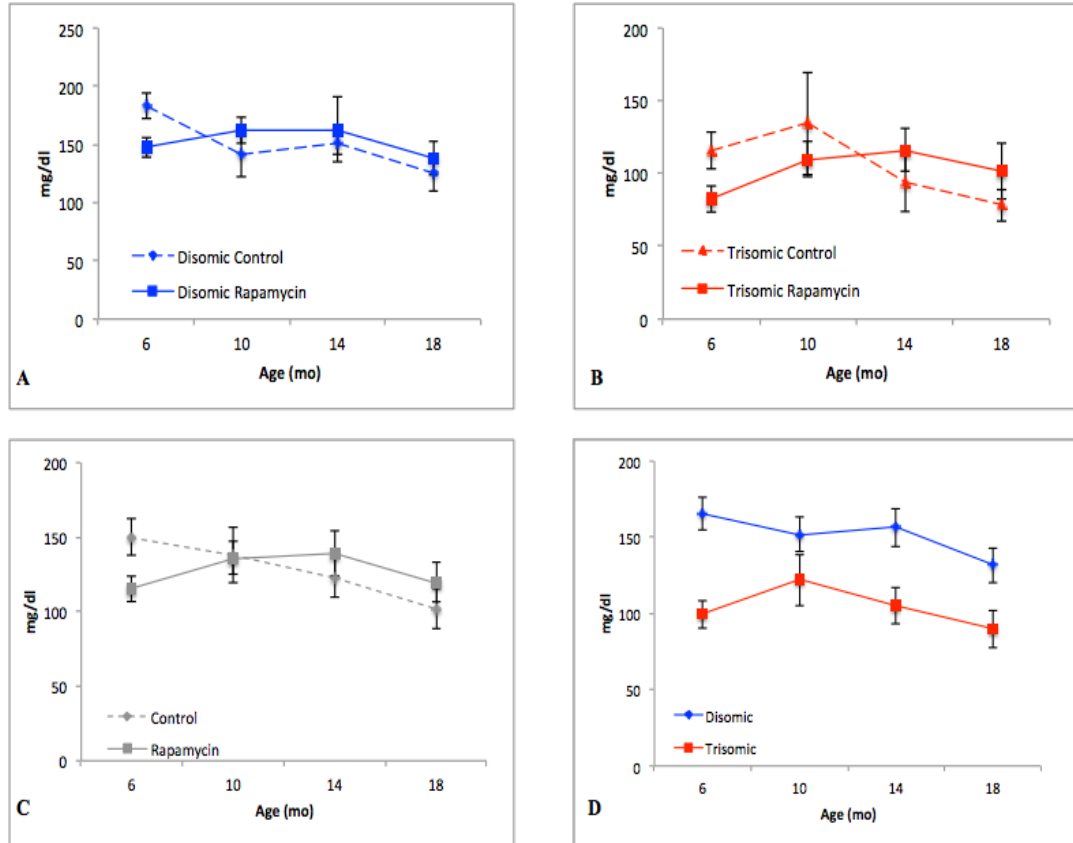 250
200
150
100
50
0
mg/dl
Disomic Control
Disomic Rapamycin
6 10 14 18
Age (mo)
A
200
150
100
50
0
mg/dl
Trisomic Control
Trisomic Rapamycin
6 10 14 18
Age (mo)
B
200
150
100
50
0
mg/dl
Control
Rapamycin
6 10 14 18
Age (mo)
C
200
150
100
50
0
mg/dl
Disomic
Trisomic
6 10 14 18
Age (mo)
D